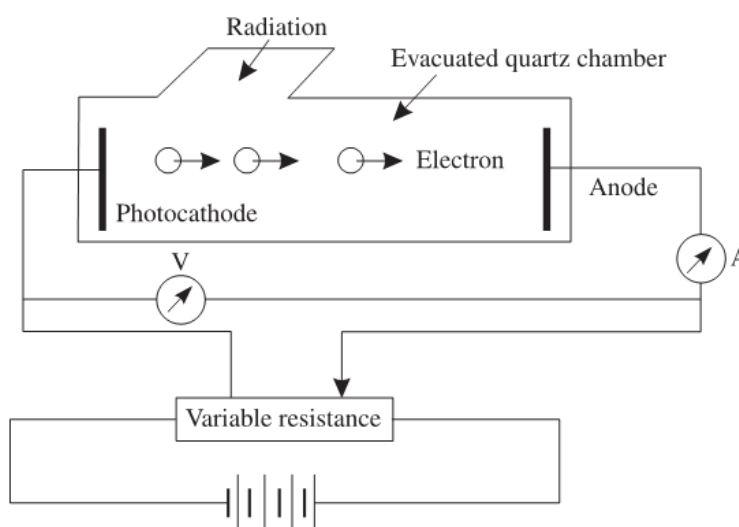 Radiation
Evacuated quartz chamber
Electron
Anode
Photocathode
V
A
Variable resistance